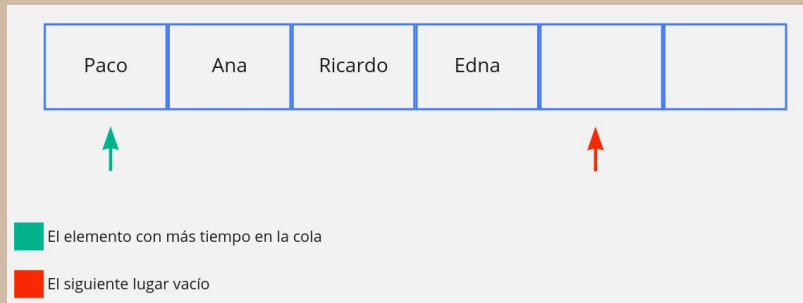 Paco Ana Ricardo Edna
El elemento con más tiempo en la cola
El siguiente lugar vacío